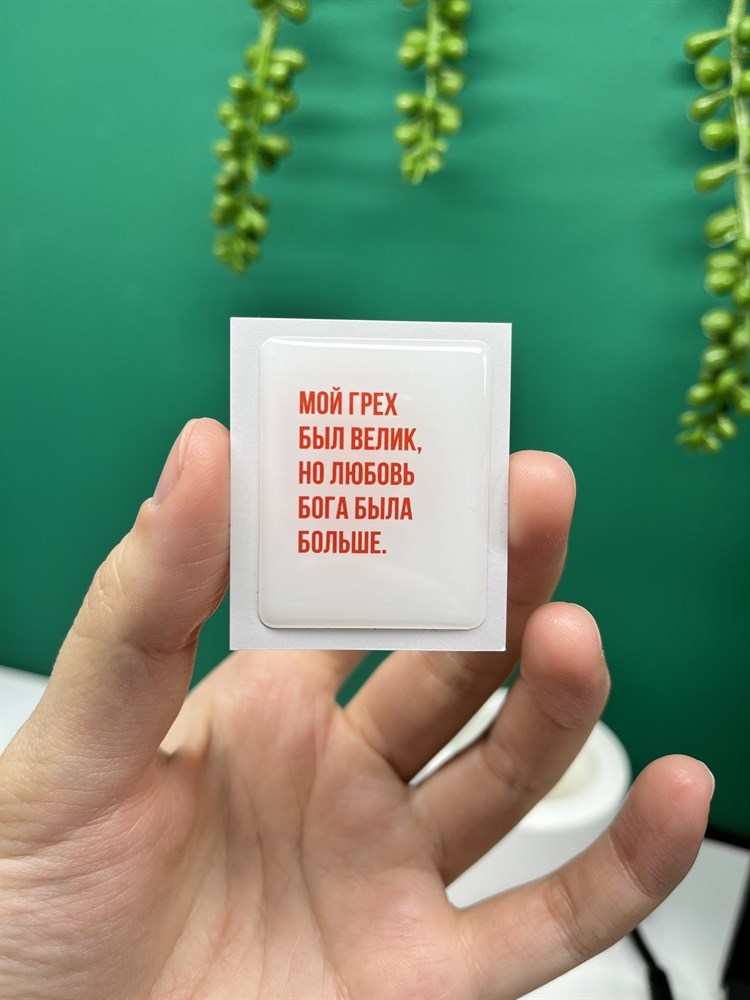 МОЙ ГРЕХ
БЫЛ ВЕЛИК,
НО ЛЮБОВЬ
БОГА БЫЛА
БОЛЬШЕ.